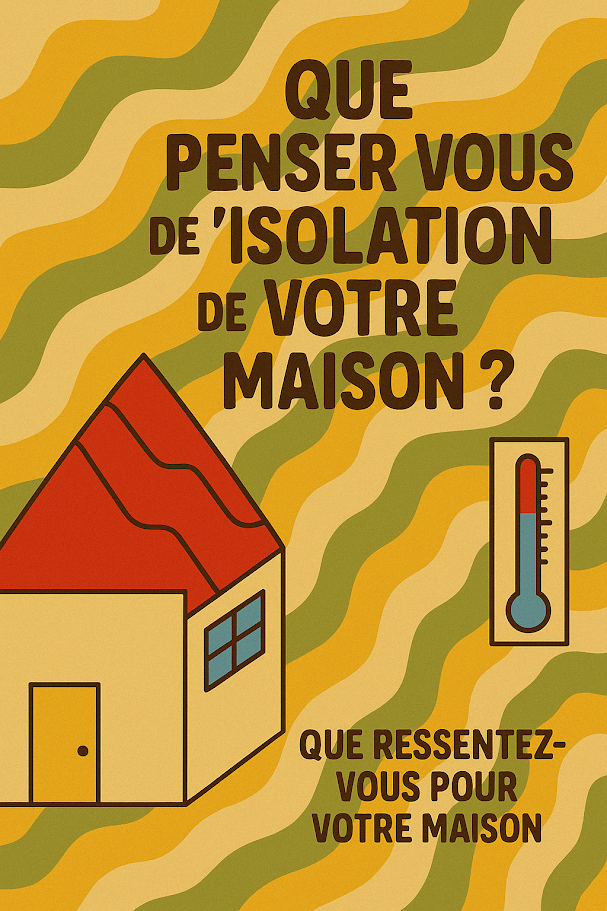 QUE
PENSER VOUS
DE 'ISOLATION
DE VOTRE
MAISON ?
QUE RESSENTEZ-
VOUS POUR
VOTRE MAISON